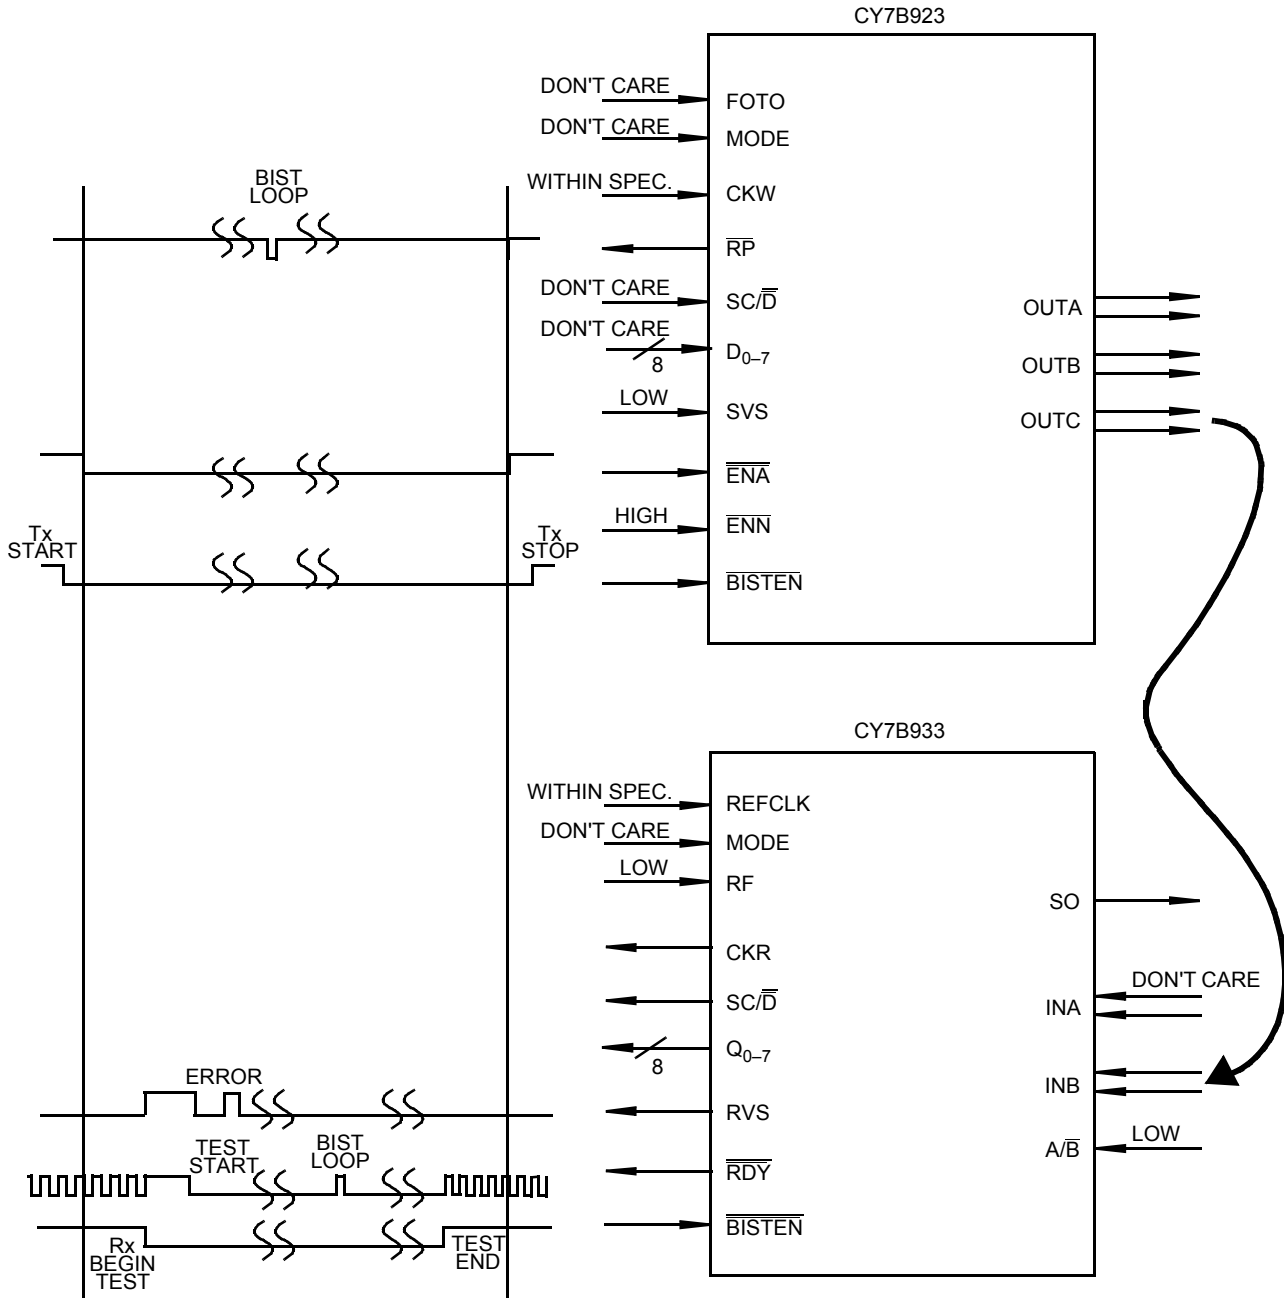 CY7B923
DON'T CARE
FOTO
DON'T CARE
MODE
BIST
LOOP
WITHIN SPEC.
CKW
RP
DON'T CARE
SC/D
OUTA
DON'T CARE
8
D0–7
OUTB
LOW
SVS
OUTC
ENA
Tx
START
Tx
STOP
HIGH
ENN
BISTEN
CY7B933
WITHIN SPEC.
REFCLK
DON'T CARE
MODE
LOW
RF
SO
CKR
DON'T CARE
SC/D
INA
8
Q0–7
ERROR
INB
RVS
LOW
A/B
TEST
START
BIST
LOOP
RDY
BISTEN
Rx
BEGIN
TEST
TEST
END